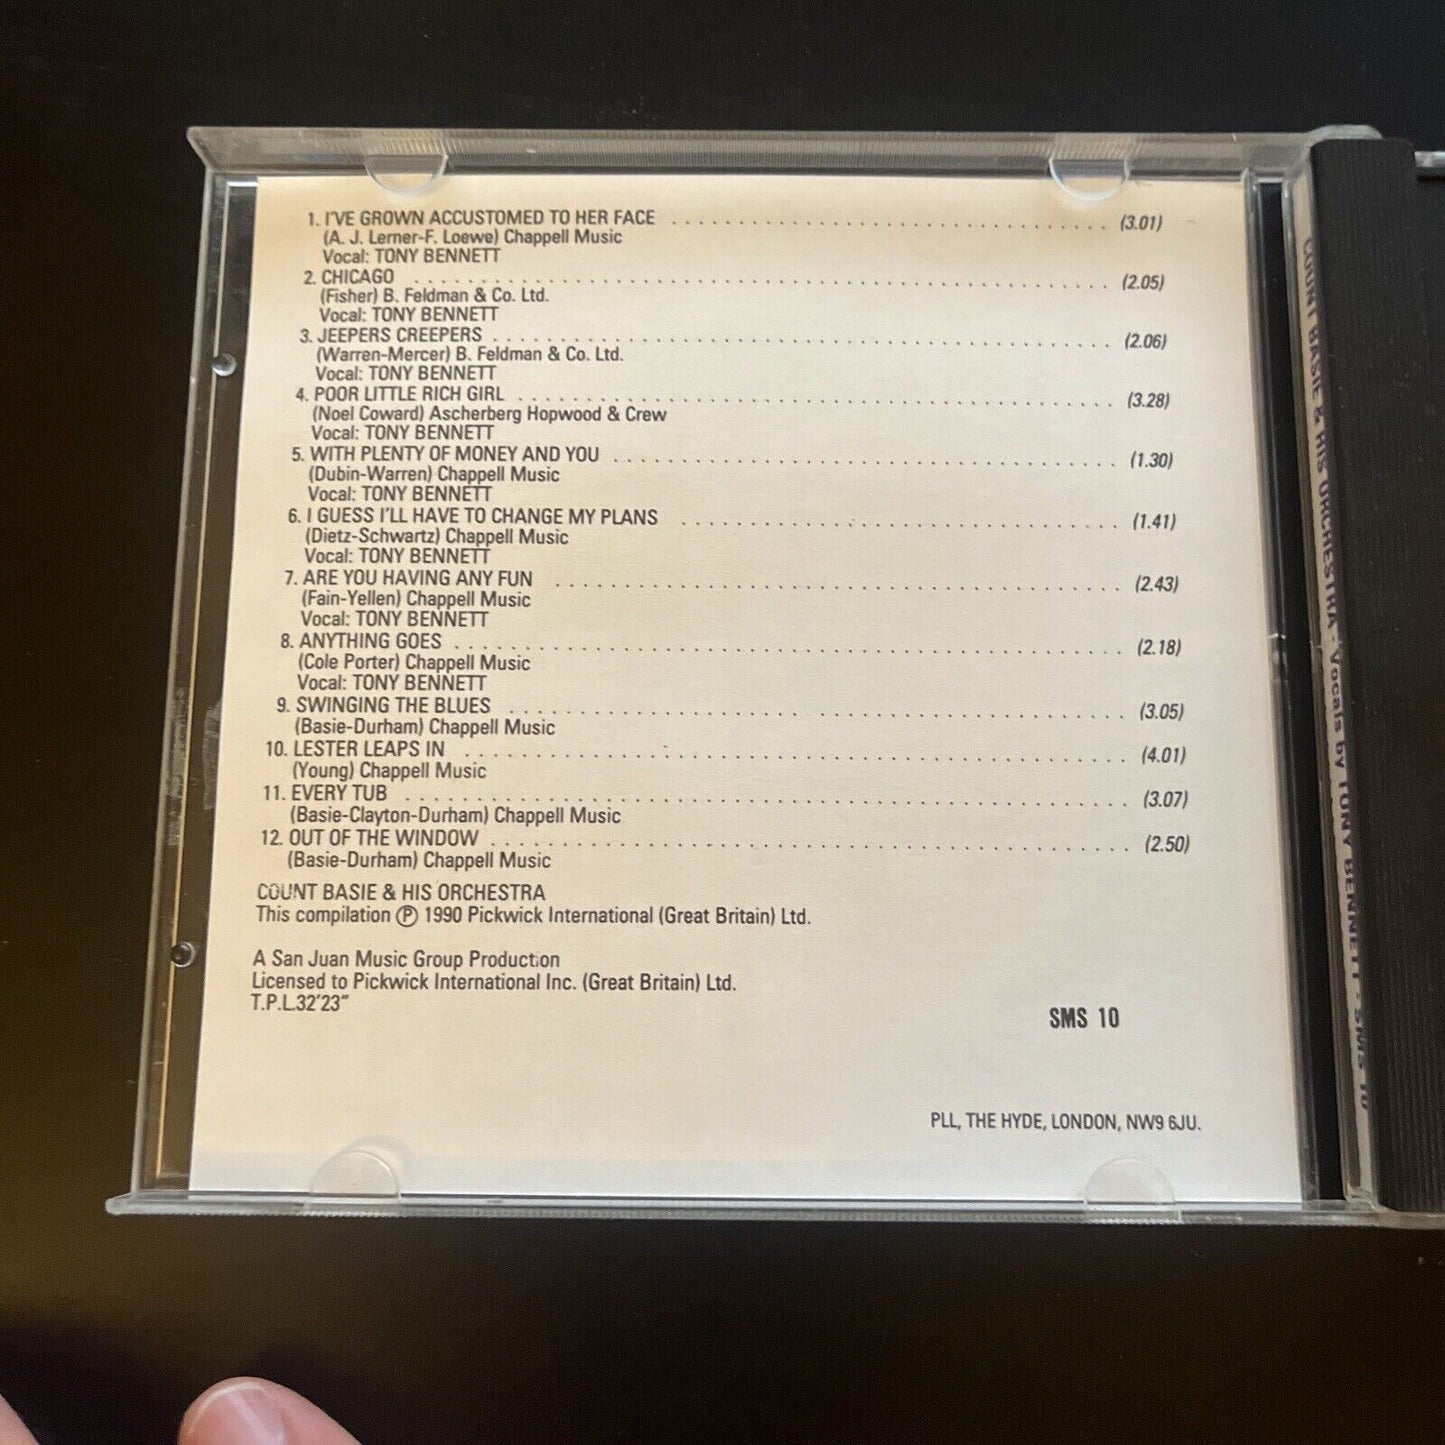 1. I'VE GROWN ACCUSTOMED TO HER FACE (3.01)
(A. J. Lerner-F. Loewe) Chappell Music
Vocal: TONY BENNETT
2. CHICAGO (2.05)
(Fisher) B. Feldman & Co. Ltd.
Vocal: TONY BENNETT
3. JEEPERS CREEPERS (2.06)
(Warren-Mercer) B. Feldman & Co. Ltd.
Vocal: TONY BENNETT
4. POOR LITTLE RICH GIRL (3.28)
(Noel Coward) Ascherberg Hopwood & Crew
Vocal: TONY BENNETT
5. WITH PLENTY OF MONEY AND YOU (1.30)
(Dubin-Warren) Chappell Music
Vocal: TONY BENNETT
6. I GUESS I'LL HAVE TO CHANGE MY PLANS (1.41)
(Dietz-Schwartz) Chappell Music
Vocal: TONY BENNETT
7. ARE YOU HAVING ANY FUN (2.43)
(Fain-Yellen) Chappell Music
Vocal: TONY BENNETT
8. ANYTHING GOES (2.18)
(Cole Porter) Chappell Music
Vocal: TONY BENNETT
9. SWINGING THE BLUES (3.05)
(Basie-Durham) Chappell Music
10. LESTER LEAPS IN (4.01)
(Young) Chappell Music
11. EVERY TUB (3.07)
(Basie-Clayton-Durham) Chappell Music
12. OUT OF THE WINDOW (2.50)
(Basie-Durham) Chappell Music
COUNT BASIE & HIS ORCHESTRA
This compilation ℗ 1990 Pickwick International (Great Britain) Ltd.
A San Juan Music Group Production
Licensed to Pickwick International Inc. (Great Britain) Ltd.
T.P.L.32'23"
SMS 10
PLL, THE HYDE, LONDON, NW9 6JU.
COUNT BASIE & HIS ORCHESTRA - Vocals by TONY BENNETT - SMS 10